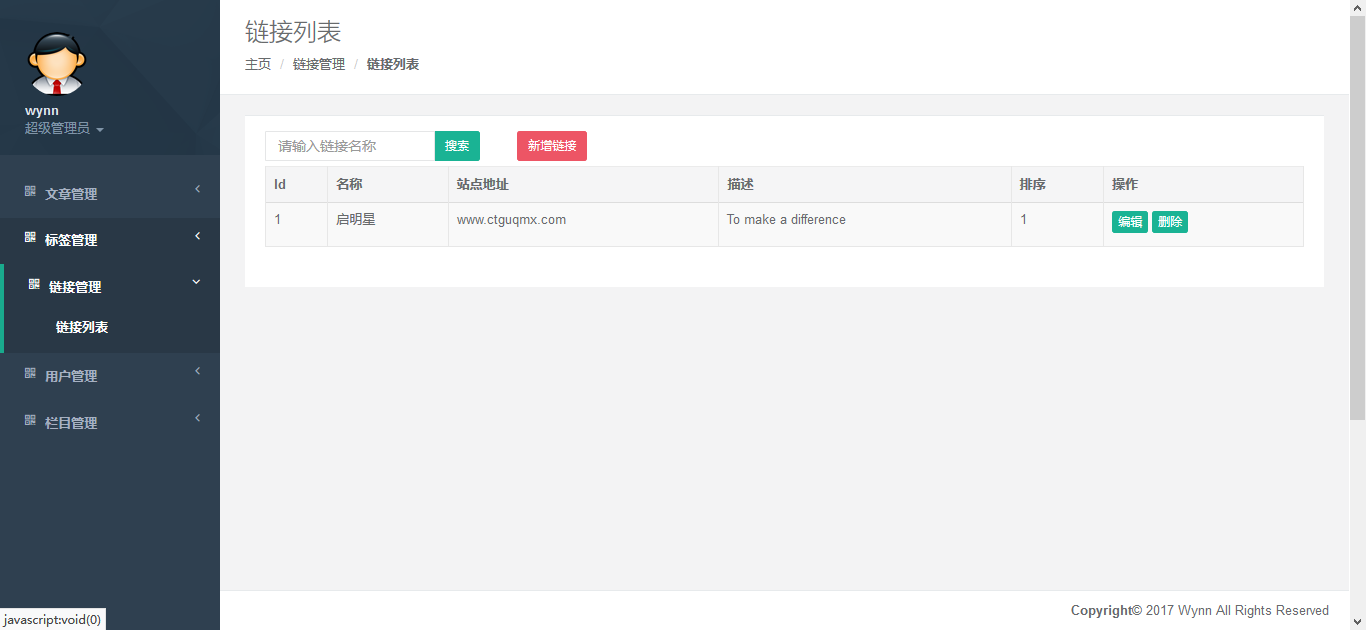 wynn
超级管理员
文章管理
标签管理
链接管理
链接列表
用户管理
栏目管理
链接列表
主页 / 链接管理 / 链接列表
请输入链接名称 搜索 新增链接
Id 名称 站点地址 描述 排序 操作
1 启明星 www.ctguqmx.com To make a difference 1 编辑 删除
Copyright© 2017 Wynn All Rights Reserved
javascript:void(0)